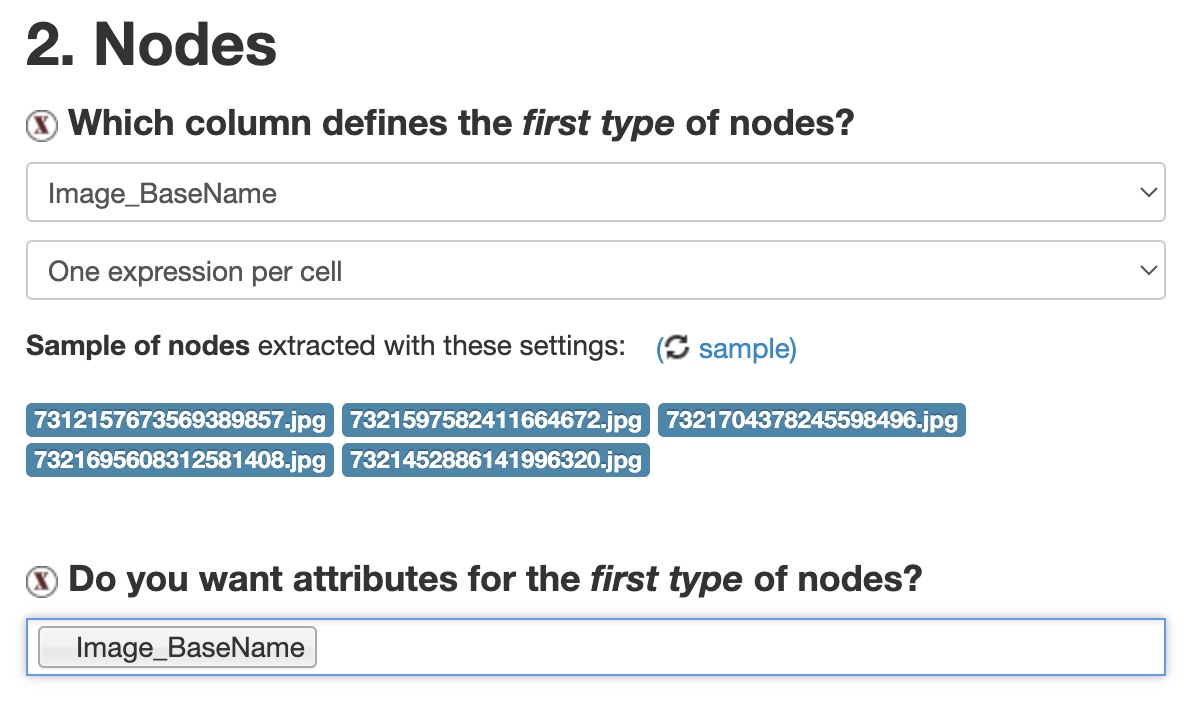 2. Nodes
Which column defines the first type of nodes?
Image_BaseName
One expression per cell
Sample of nodes extracted with these settings: ( sample)
7312157673569389857.jpg 7321597582411664672.jpg 7321704378245598496.jpg
7321695608312581408.jpg 7321452886141996320.jpg
Do you want attributes for the first type of nodes?
Image_BaseName